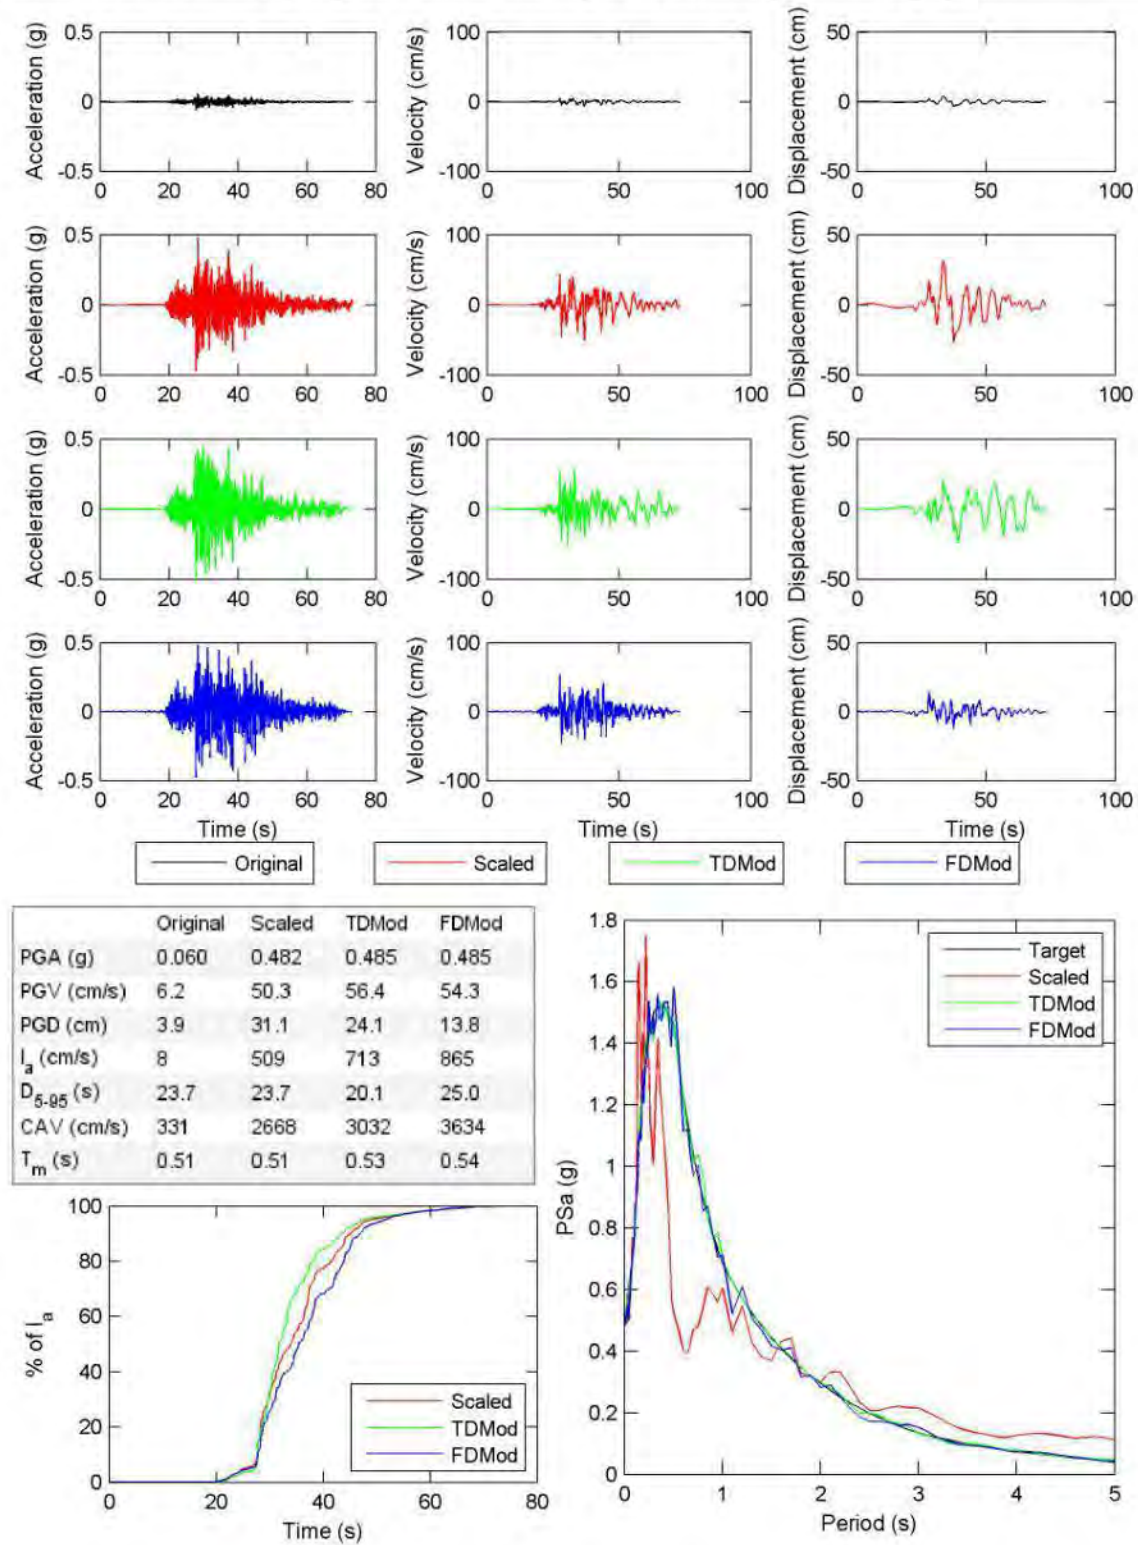 Acceleration (g)
0.5
0
-0.5
0 20 40 60 80
Velocity (cm/s)
100
0
-100
0 50 100
Displacement (cm)
50
0
-50
0 50 100
Acceleration (g)
0.5
0
-0.5
0 20 40 60 80
Velocity (cm/s)
100
0
-100
0 50 100
Displacement (cm)
50
0
-50
0 50 100
Acceleration (g)
0.5
0
-0.5
0 20 40 60 80
Velocity (cm/s)
100
0
-100
0 50 100
Displacement (cm)
50
0
-50
0 50 100
Acceleration (g)
0.5
0
-0.5
0 20 40 60 80
Time (s)
Velocity (cm/s)
100
0
-100
0 50 100
Time (s)
Displacement (cm)
50
0
-50
0 50 100
Time (s)
Original Scaled TDMod FDMod
Original Scaled TDMod FDMod
PGA (g) 0.060 0.482 0.485 0.485
PGV (cm/s) 6.2 50.3 56.4 54.3
PGD (cm) 3.9 31.1 24.1 13.8
Ia (cm/s) 8 509 713 865
D5-95 (s) 23.7 23.7 20.1 25.0
CAV (cm/s) 331 2668 3032 3634
Tm (s) 0.51 0.51 0.53 0.54
% of Ia
100
80
60
40
20
0
0 20 40 60 80
Time (s)
Scaled
TDMod
FDMod
PSa (g)
1.8
1.6
1.4
1.2
1
0.8
0.6
0.4
0.2
0
0 1 2 3 4 5
Period (s)
Target
Scaled
TDMod
FDMod